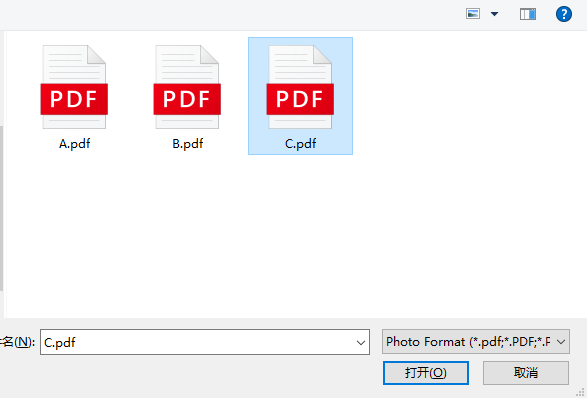 ?
PDF PDF PDF
A.pdf B.pdf C.pdf
名(N): C.pdf Photo Format (*.pdf;*.PDF;*.P
打开(O) 取消